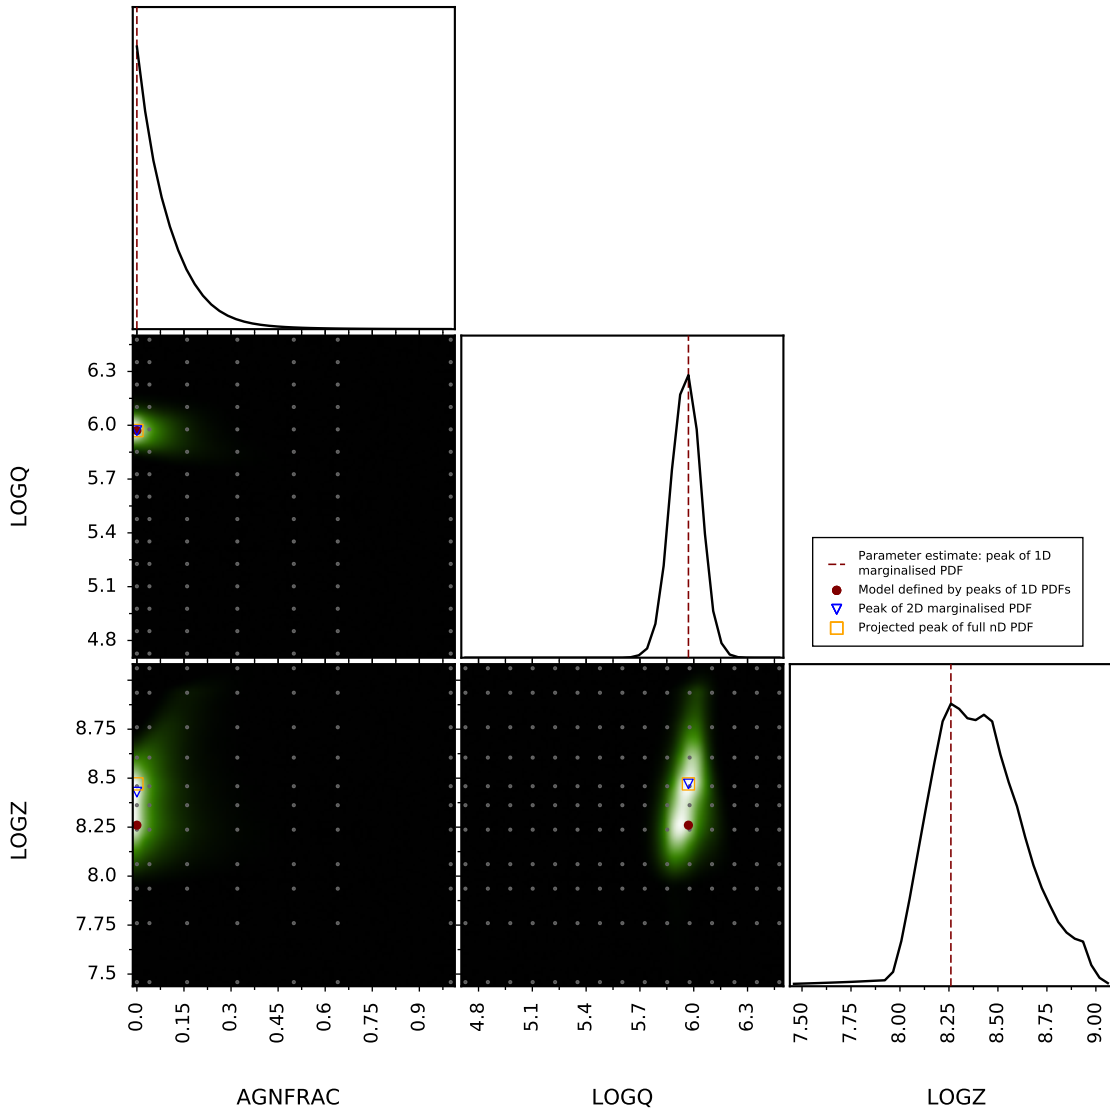 6.3
6.0
5.7
5.4
5.1
4.8
LOGQ
Parameter estimate: peak of 1D
marginalised PDF
Model defined by peaks of 1D PDFs
Peak of 2D marginalised PDF
Projected peak of full nD PDF
8.75
8.5
8.25
8.0
7.75
7.5
LOGZ
0.0 0.15 0.3 0.45 0.6 0.75 0.9
4.8 5.1 5.4 5.7 6.0 6.3
7.50 7.75 8.00 8.25 8.50 8.75 9.00
AGNFRAC LOGQ LOGZ